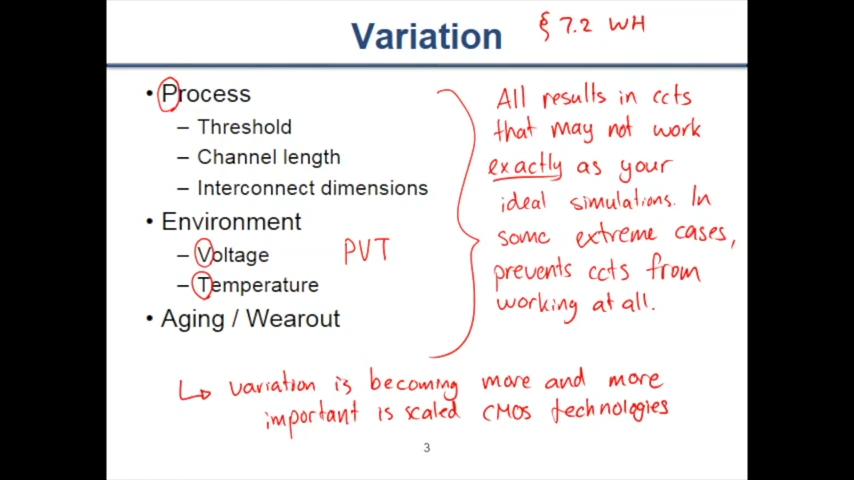 Variation
§ 7.2 WH
• Process
– Threshold
– Channel length
– Interconnect dimensions
• Environment
– Voltage
– Temperature
PVT
• Aging / Wearout
All results in ccts
that may not work
exactly as your
ideal simulations. In
some extreme cases,
prevents ccts from
working at all.
↳ variation is becoming more and more
important is scaled CMOS technologies
3